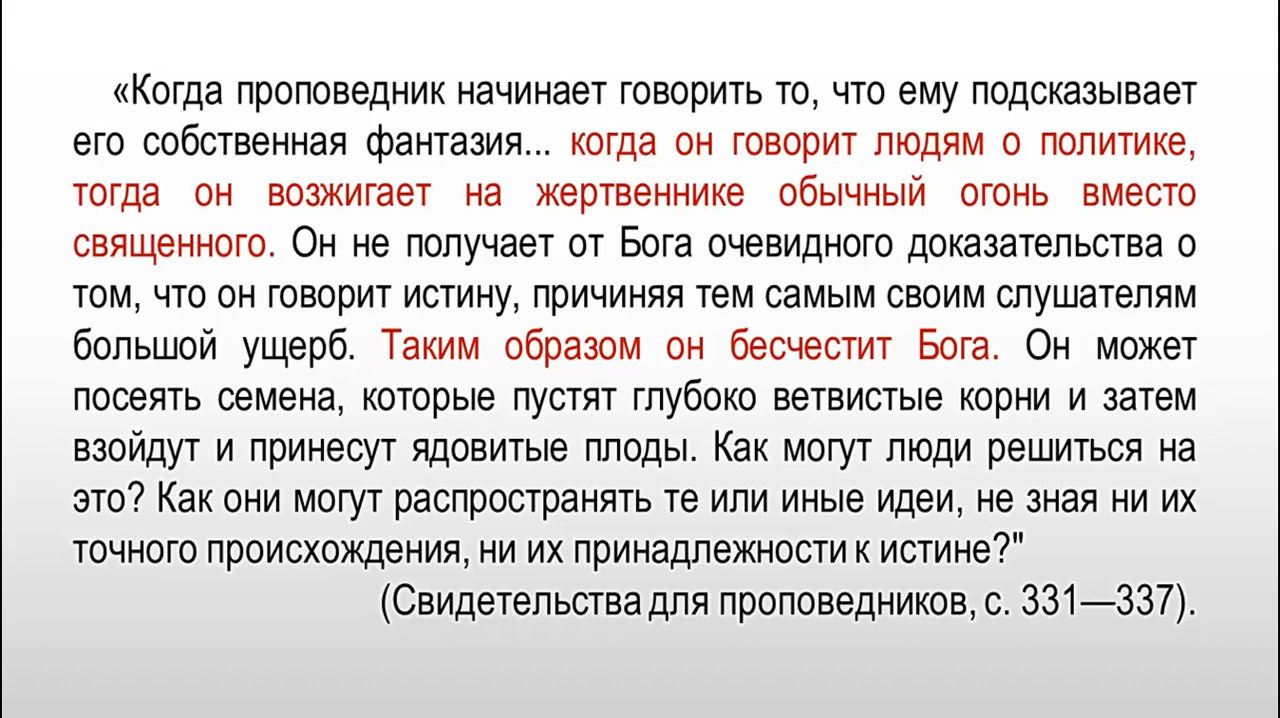 «Когда проповедник начинает говорить то, что ему подсказывает
его собственная фантазия... когда он говорит людям о политике,
тогда он возжигает на жертвеннике обычный огонь вместо
священного. Он не получает от Бога очевидного доказательства о
том, что он говорит истину, причиняя тем самым своим слушателям
большой ущерб. Таким образом он бесчестит Бога. Он может
посеять семена, которые пустят глубоко ветвистые корни и затем
взойдут и принесут ядовитые плоды. Как могут люди решиться на
это? Как они могут распространять те или иные идеи, не зная ни их
точного происхождения, ни их принадлежности к истине?"
(Свидетельства для проповедников, с. 331—337).